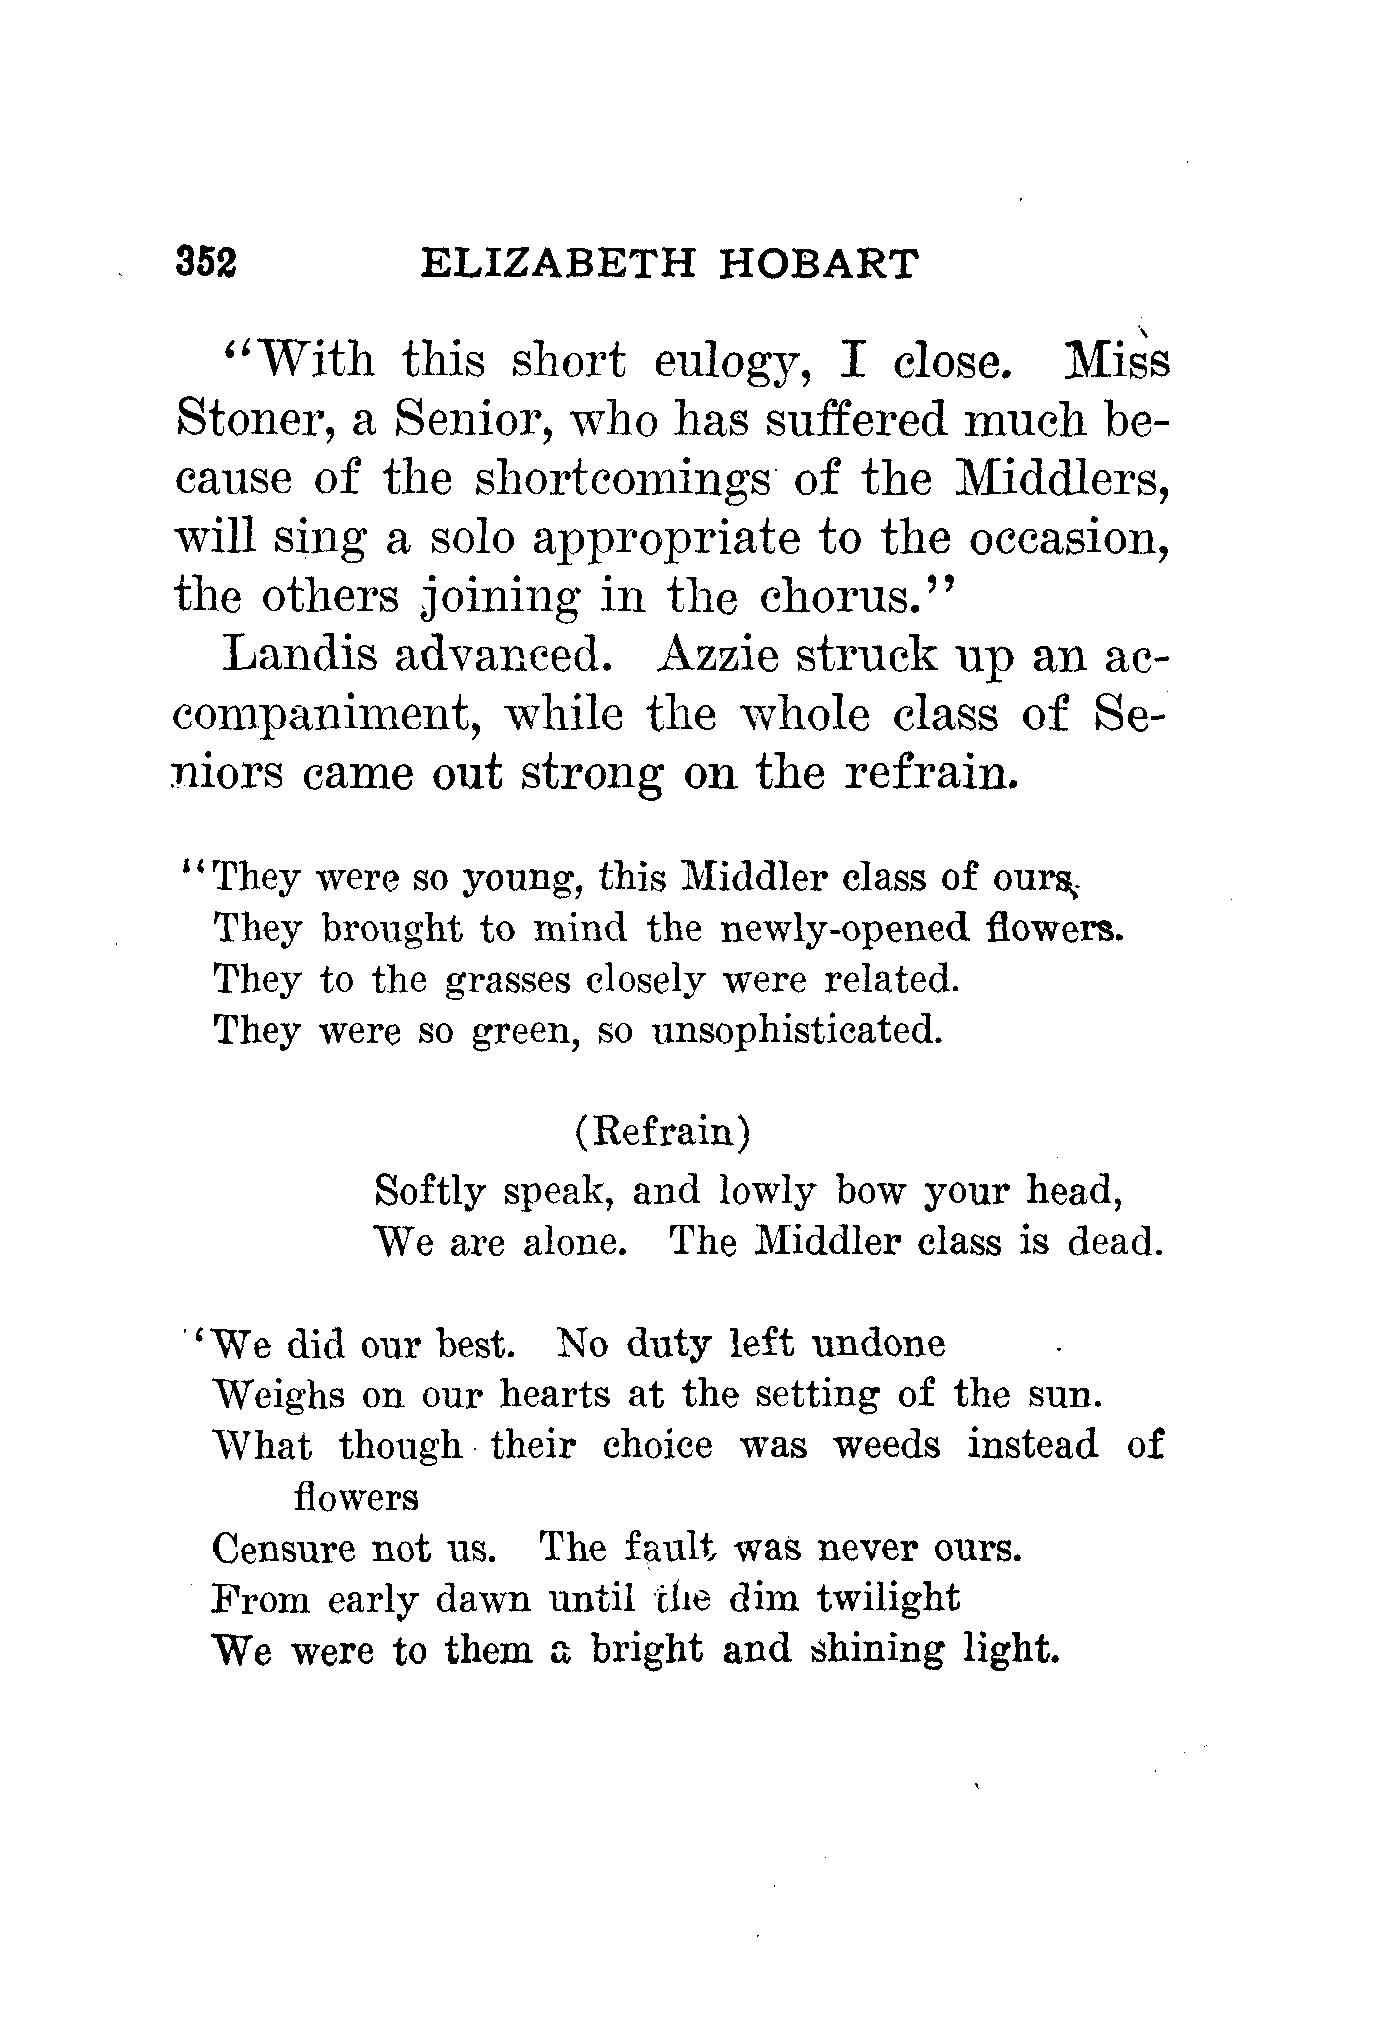 352 ELIZABETH HOBART
“With this short eulogy, I close. Miss
Stoner, a Senior, who has suffered much be-
cause of the shortcomings of the Middlers,
will sing a solo appropriate to the occasion,
the others joining in the chorus.”
Landis advanced. Azzie struck up an ac-
companiment, while the whole class of Se-
niors came out strong on the refrain.
“They were so young, this Middler class of ours,
They brought to mind the newly-opened flowers.
They to the grasses closely were related.
They were so green, so unsophisticated.
(Refrain)
Softly speak, and lowly bow your head,
We are alone. The Middler class is dead.
“We did our best. No duty left undone
Weighs on our hearts at the setting of the sun.
What though their choice was weeds instead of
flowers
Censure not us. The fault was never ours.
From early dawn until the dim twilight
We were to them a bright and shining light.